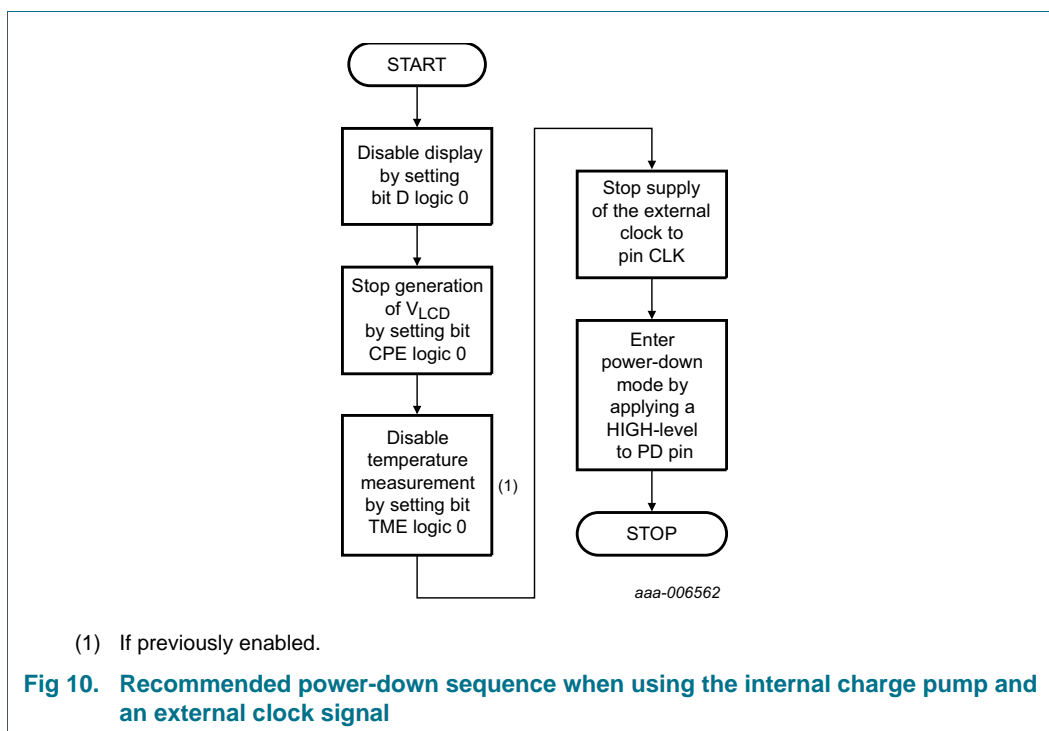 START
Disable display
by setting
bit D logic 0
Stop generation
of VLCD
by setting bit
CPE logic 0
Disable
temperature
measurement
by setting bit
TME logic 0
(1)
Stop supply
of the external
clock to
pin CLK
Enter
power-down
mode by
applying a
HIGH-level
to PD pin
STOP
aaa-006562
(1) If previously enabled.
Fig 10. Recommended power-down sequence when using the internal charge pump and
an external clock signal